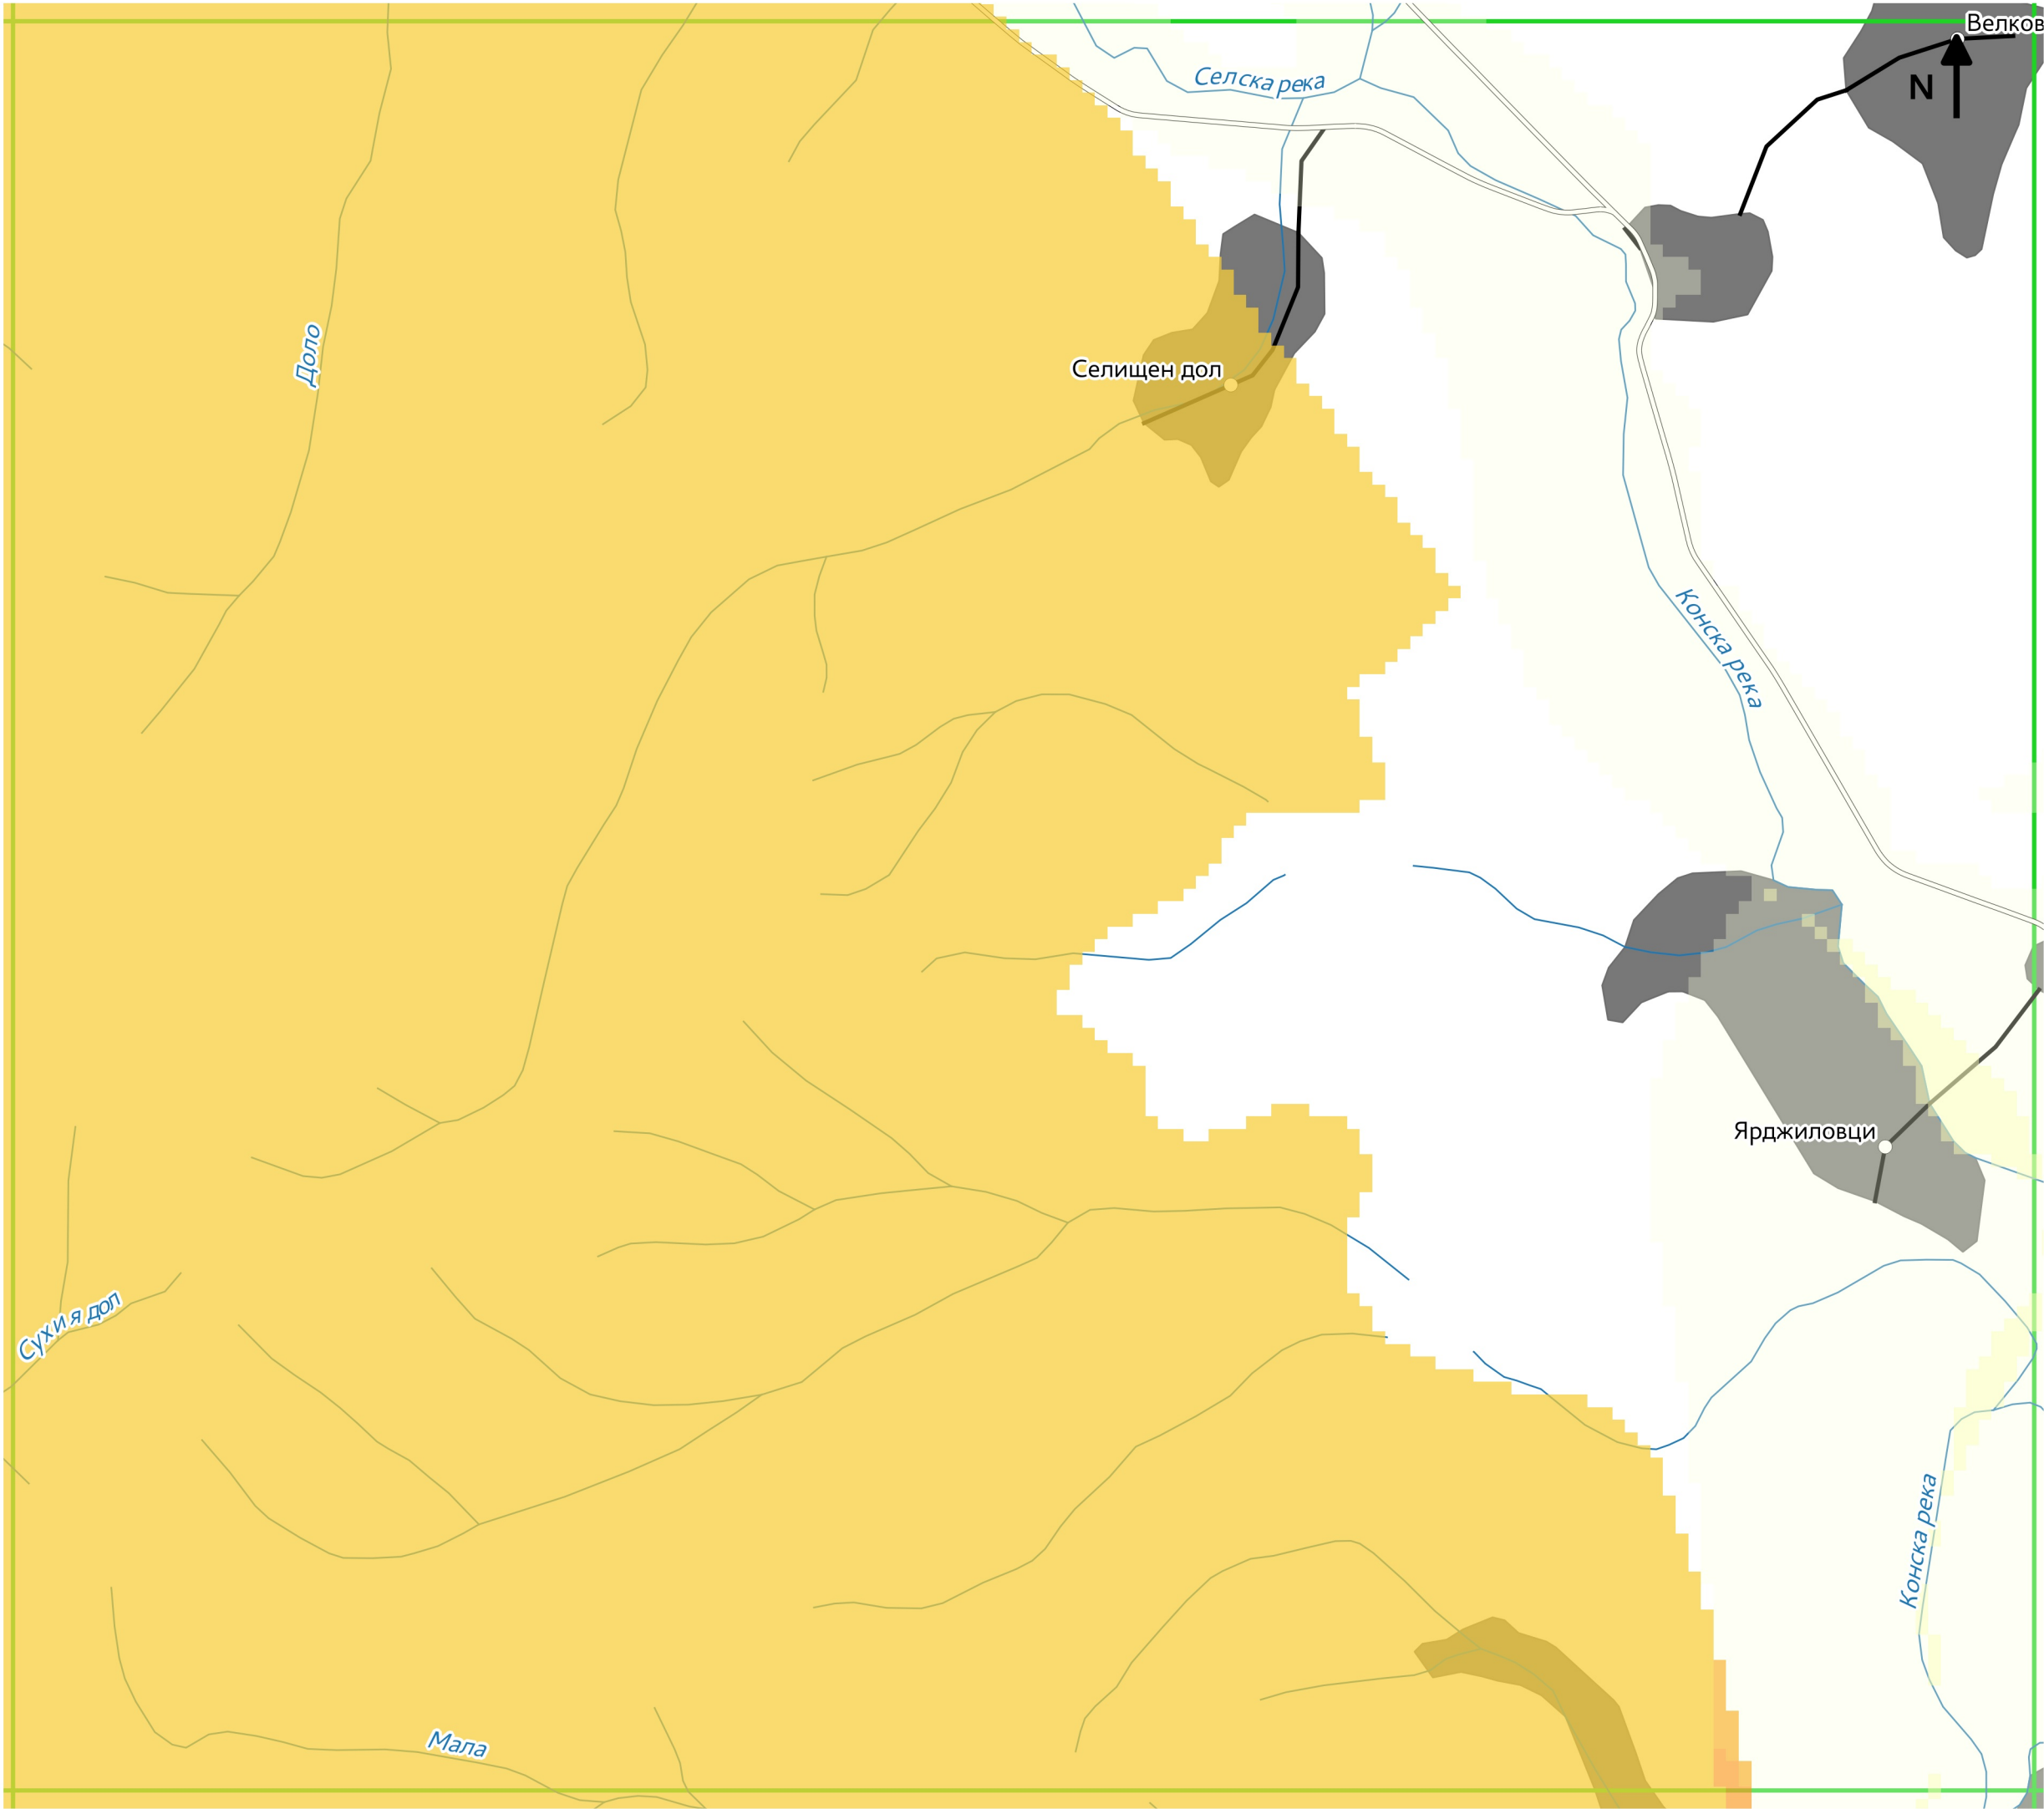 Велков
N
Селска река
Доло
Селищен дол
Конска река
Ярджиловци
Сухия дол
Конска река
Мала